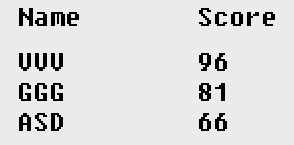 Name Score
VVV 96
GGG 81
ASD 66